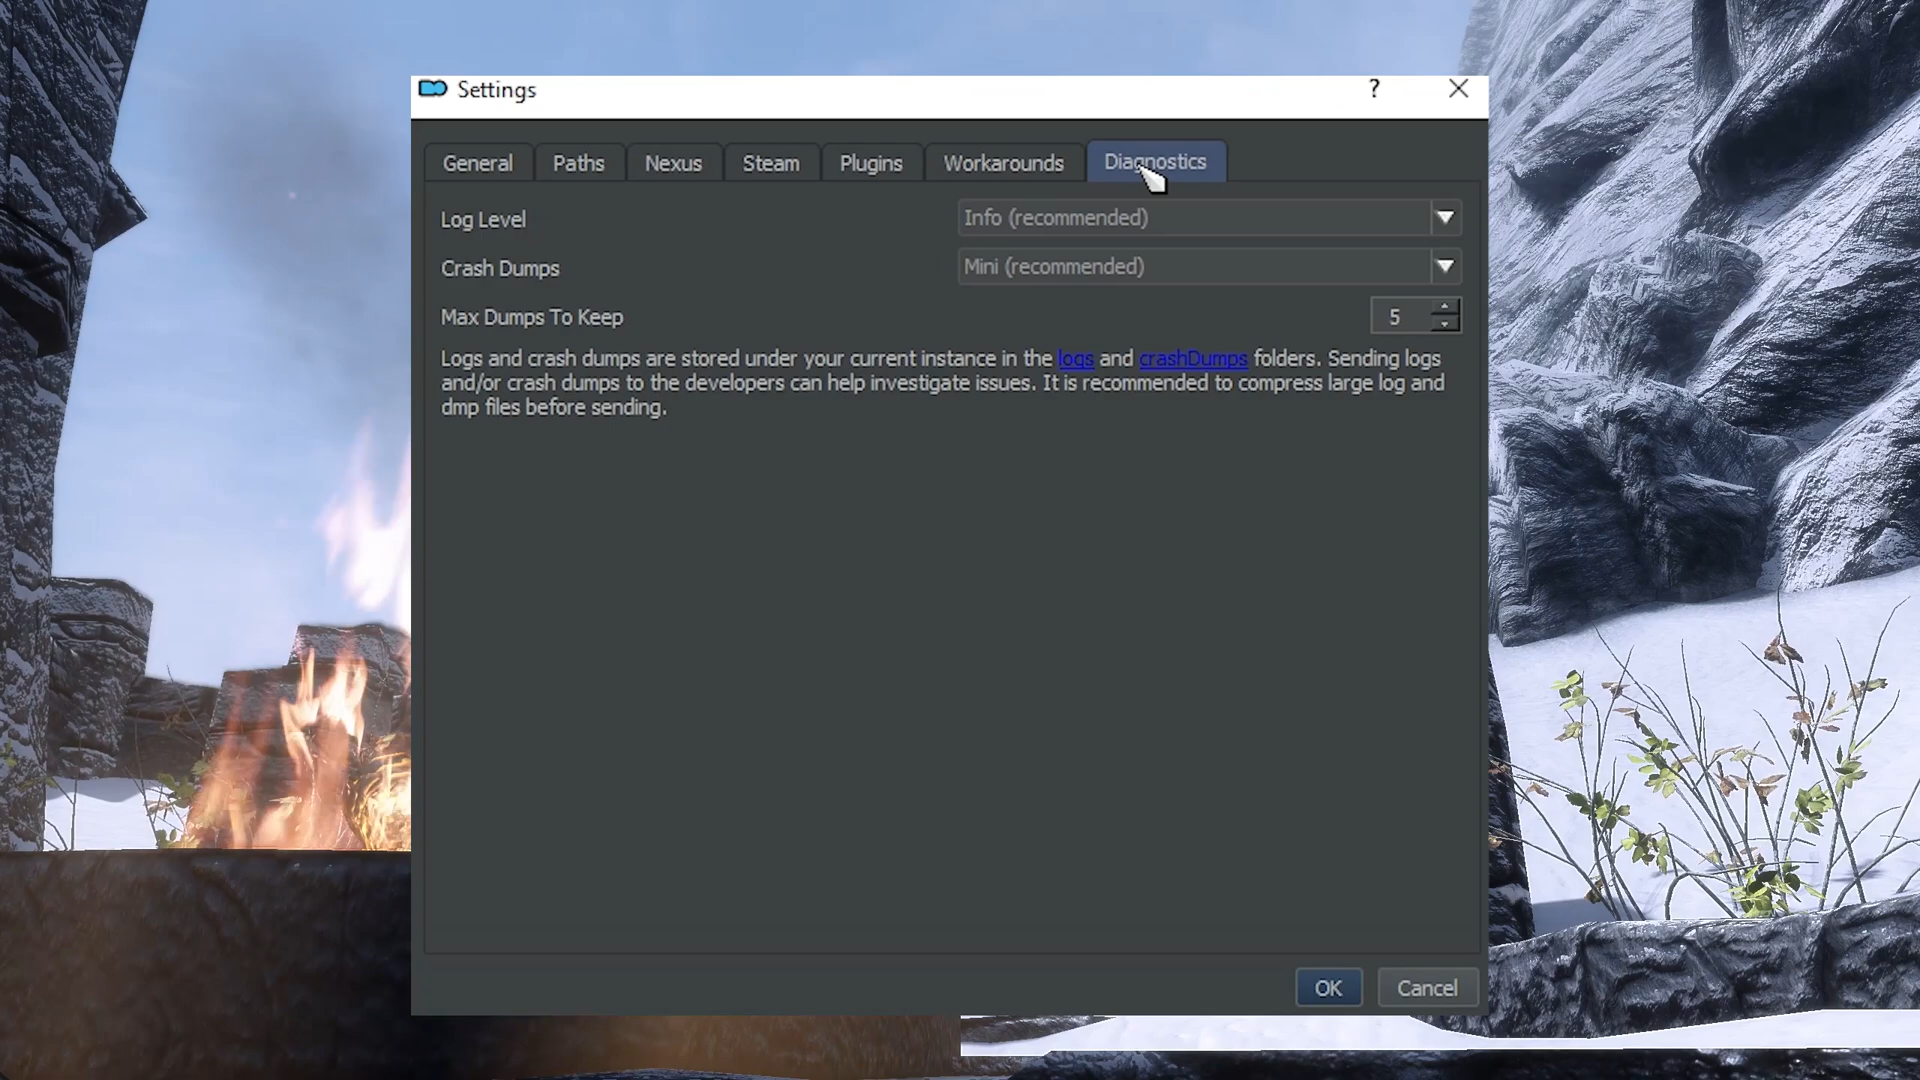 Settings
?
General Paths Nexus Steam Plugins Workarounds Diagnostics
Log Level Info (recommended)
Crash Dumps Mini (recommended)
Max Dumps To Keep 5
Logs and crash dumps are stored under your current instance in the logs and crashDumps folders. Sending logs
and/or crash dumps to the developers can help investigate issues. It is recommended to compress large log and
dmp files before sending.
OK Cancel